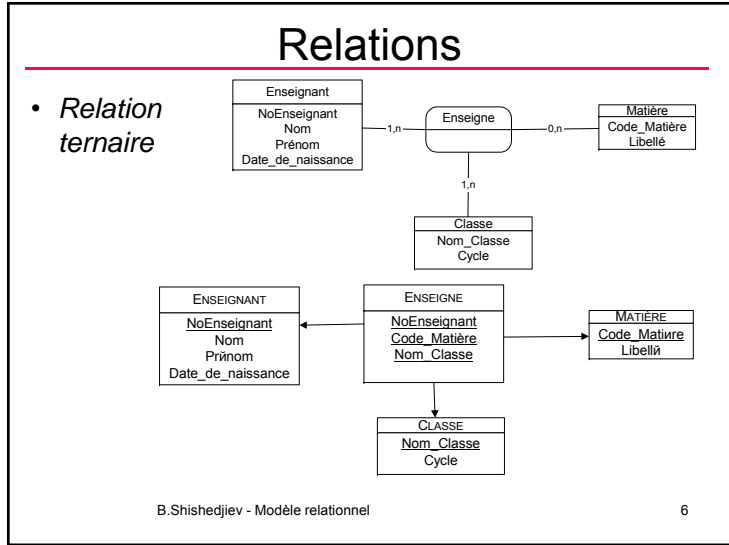 Relations
• Relation
ternaire
Enseignant
NoEnseignant
Nom
Prénom
Date_de_naissance
1,n
Enseigne
0,n
Matière
Code_Matière
Libellé
1,n
Classe
Nom_Classe
Cycle
ENSEIGNANT
NoEnseignant
Nom
Prйnom
Date_de_naissance
ENSEIGNE
NoEnseignant
Code_Matière
Nom_Classe
MATIÈRE
Code_Matиre
Libellй
CLASSE
Nom_Classe
Cycle
B.Shishedjiev - Modèle relationnel 6